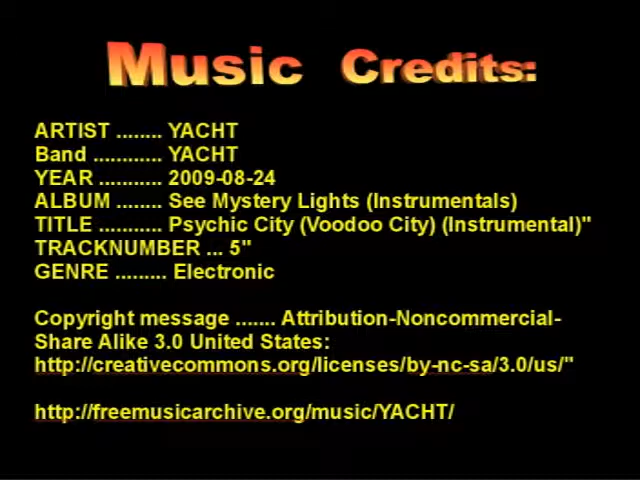 Music Credits:
ARTIST ........ YACHT
Band ............ YACHT
YEAR ........... 2009-08-24
ALBUM ........ See Mystery Lights (Instrumentals)
TITLE ........... Psychic City (Voodoo City) (Instrumental)"
TRACKNUMBER ... 5"
GENRE ......... Electronic
Copyright message ....... Attribution-Noncommercial-
Share Alike 3.0 United States:
http://creativecommons.org/licenses/by-nc-sa/3.0/us/"
http://freemusicarchive.org/music/YACHT/